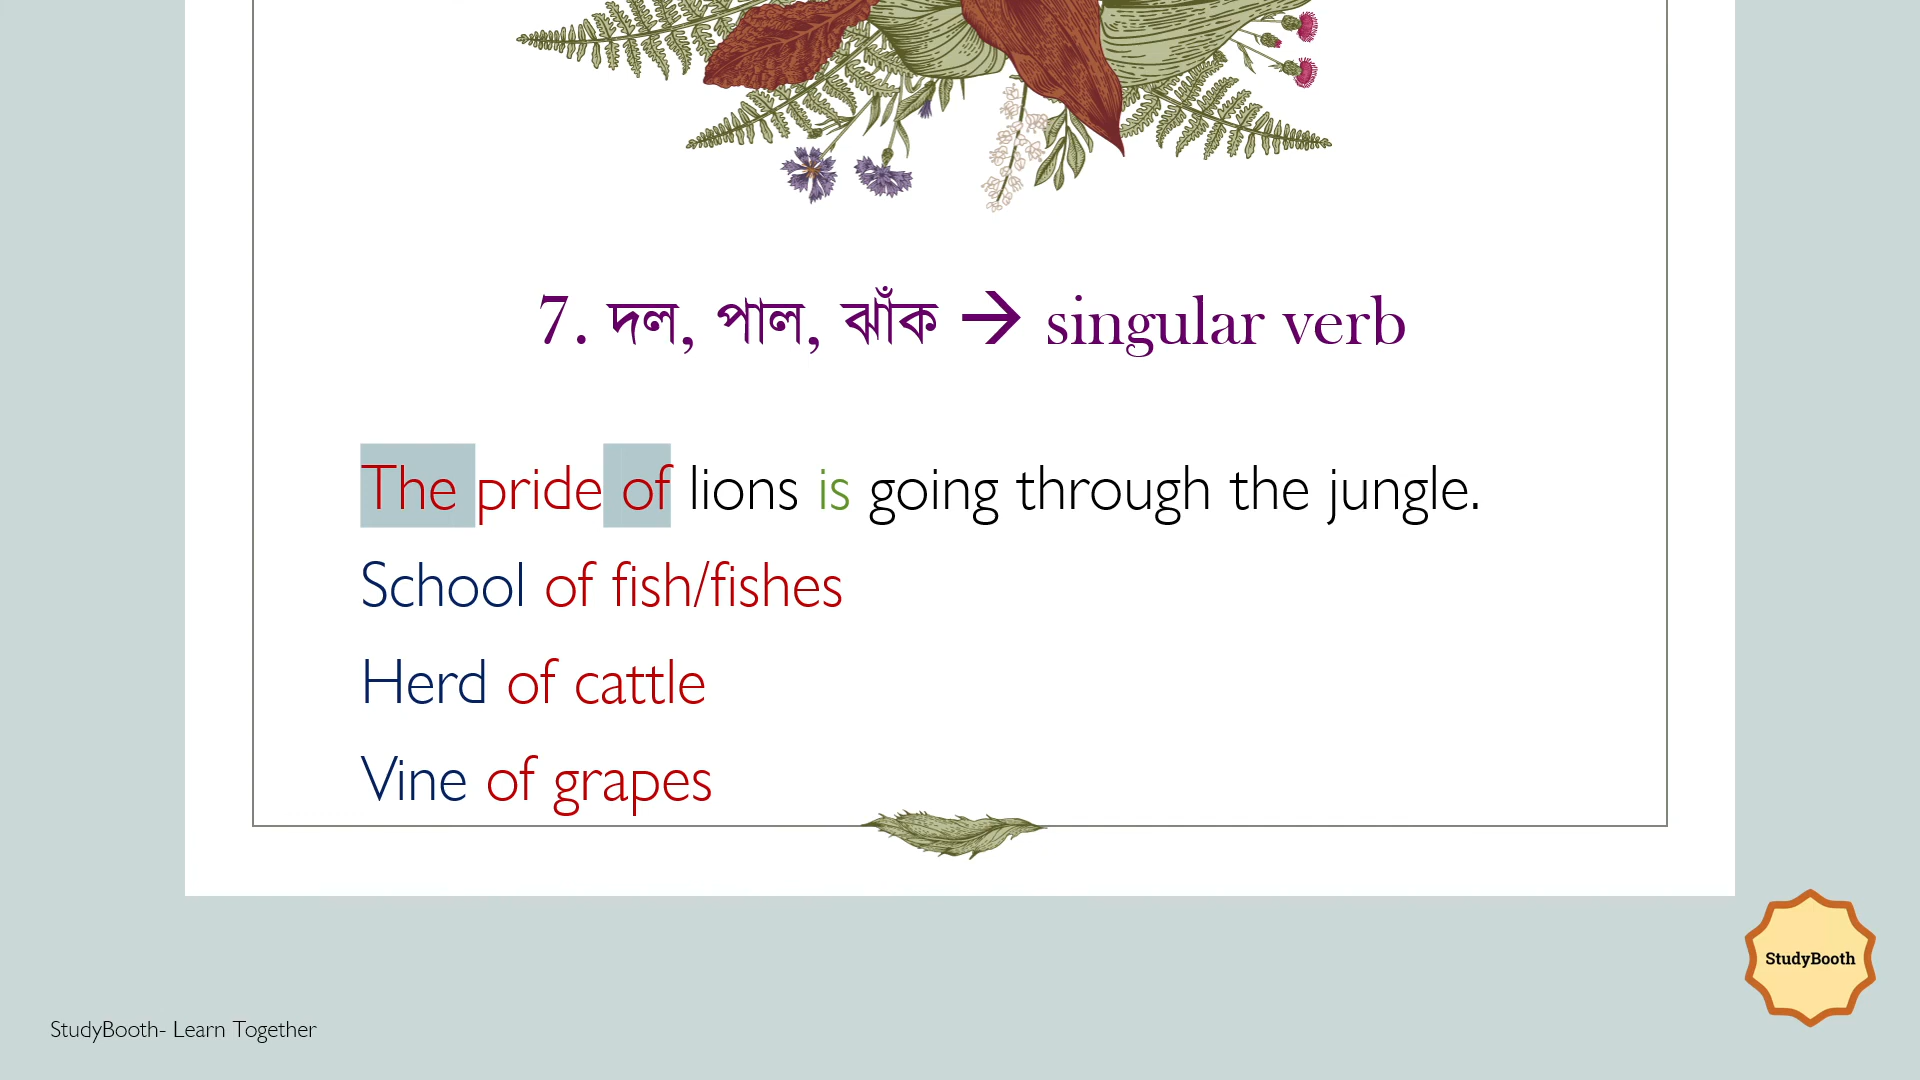 7. দল, পাল, ঝাঁক → singular verb
The pride of lions is going through the jungle.
School of fish/fishes
Herd of cattle
Vine of grapes
StudyBooth
StudyBooth- Learn Together